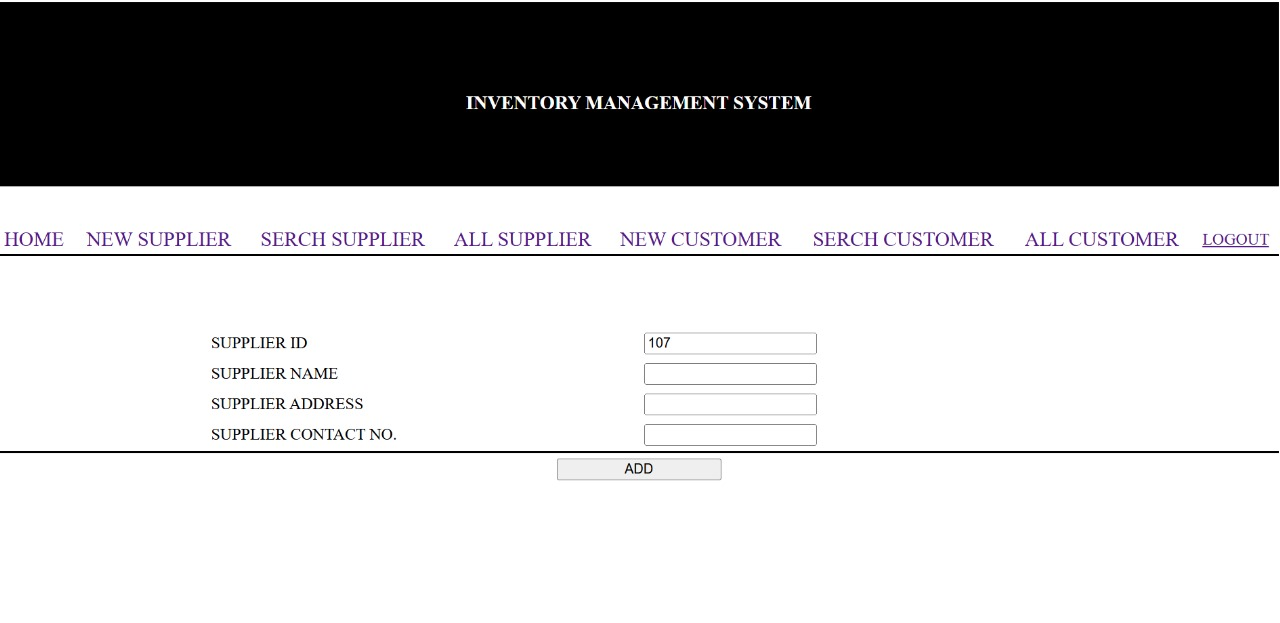 INVENTORY MANAGEMENT SYSTEM
HOME NEW SUPPLIER SERCH SUPPLIER ALL SUPPLIER NEW CUSTOMER SERCH CUSTOMER ALL CUSTOMER LOGOUT
SUPPLIER ID 107
SUPPLIER NAME
SUPPLIER ADDRESS
SUPPLIER CONTACT NO.
ADD